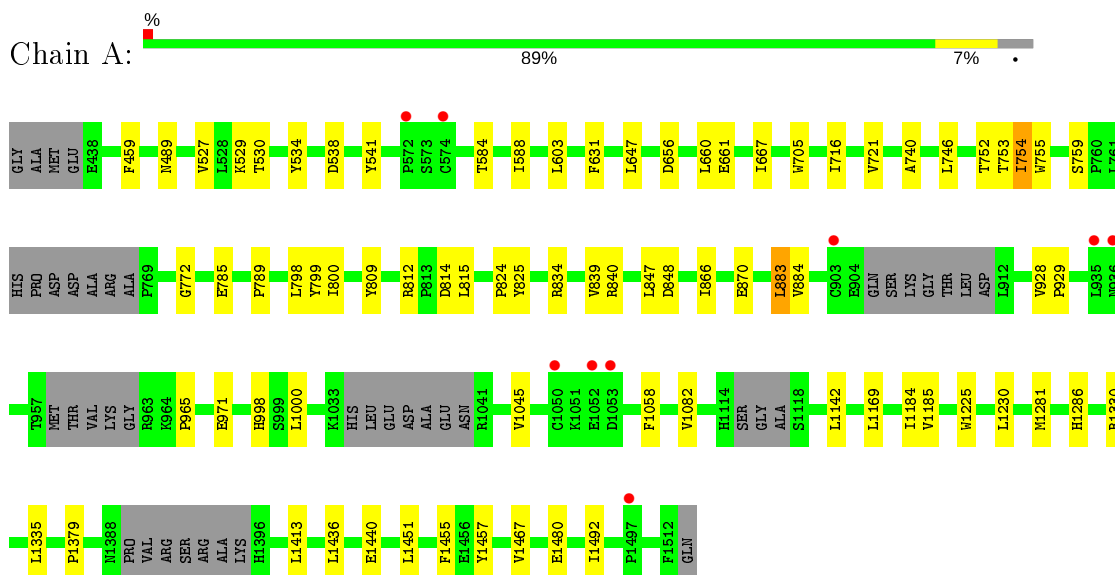 %
Chain A:
89%
7%
•
GLY ALA MET GLU E438 F459 N489 V527 L528 K529 T530 Y534 D538 Y541 P572 S573 C574 T584 I588 L603 F631 L647 D656 L660 E661 I667 W705 I716 V721 A740 L746 T752 T753 I754 W755 S759 P760 L761
HIS PRO ASP ASP ALA ARG ALA P769 G772 E785 P789 L798 Y799 I800 Y809 R812 P813 D814 L815 P824 Y825 R834 V839 R840 L847 D848 I866 E870 L883 V884 C903 E904 GLN SER LYS GLY THR LEU ASP L912 V928 P929 L935 N936
T957 MET THR VAL LYS GLY R963 K964 P965 E971 H998 S999 L1000 K1033 HIS LEU GLU ASP ALA GLU ASN R1041 V1045 C1050 K1051 E1052 D1053 F1058 V1082 H1114 SER GLY ALA S1118 L1142 L1169 I1184 V1185 W1225 L1230 M1281 H1286
L1335 P1379 N1388 PRO VAL ARG SER ARG ALA LYS H1396 L1413 L1436 E1440 L1451 F1455 E1456 Y1457 V1467 E1480 I1492 P1497 F1512 GLN